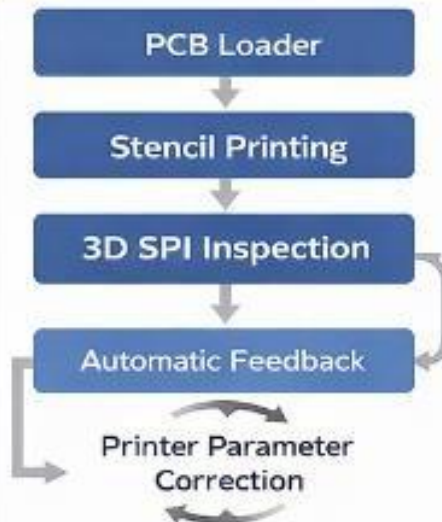 PCB Loader
Stencil Printing
3D SPI Inspection
Automatic Feedback
Printer Parameter
Correction